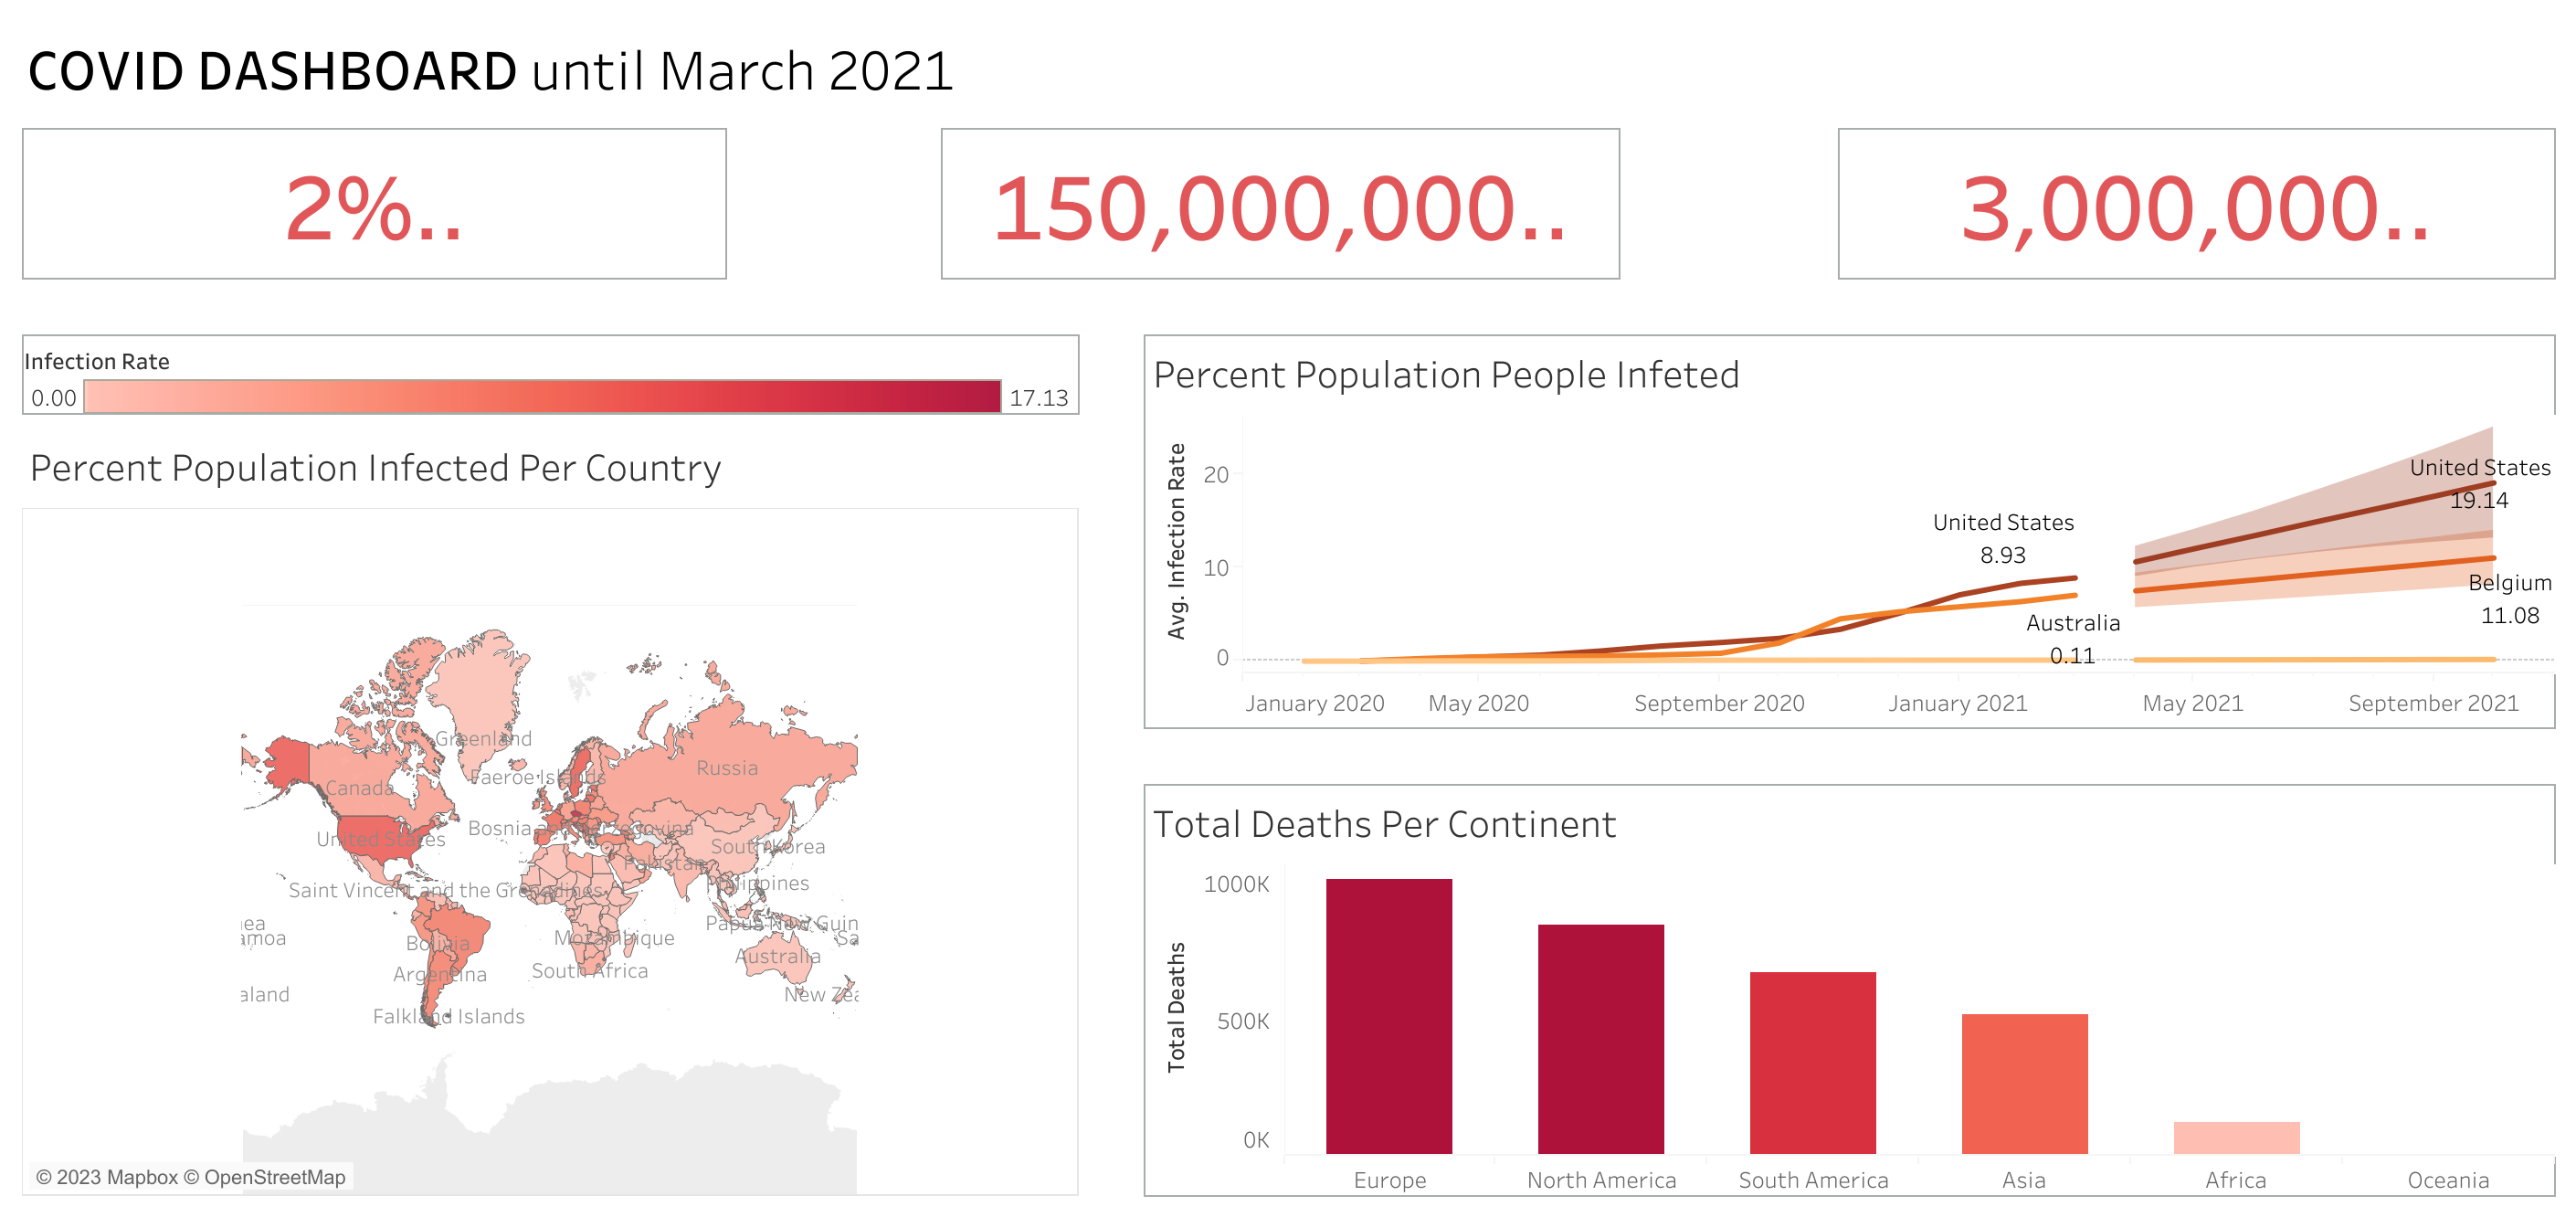 COVID DASHBOARD until March 2021
2%..
150,000,000..
3,000,000..
Infection Rate
0.00
17.13
Percent Population Infected Per Country
Greenland
Faeroe Islands
Russia
Canada
United States
Bosnia and Herzegovina
South Korea
Pakistan
Philippines
Saint Vincent and the Grenadines
ea
amoa
Papua New Guin
Sa
Bolivia
Mozambique
Australia
Argentina
South Africa
aland
New Zea
Falkland Islands
© 2023 Mapbox © OpenStreetMap
Percent Population People Infeted
Avg. Infection Rate
20
10
0
United States
8.93
Australia
0.11
United States
19.14
Belgium
11.08
January 2020
May 2020
September 2020
January 2021
May 2021
September 2021
Total Deaths Per Continent
Total Deaths
1000K
500K
0K
Europe
North America
South America
Asia
Africa
Oceania